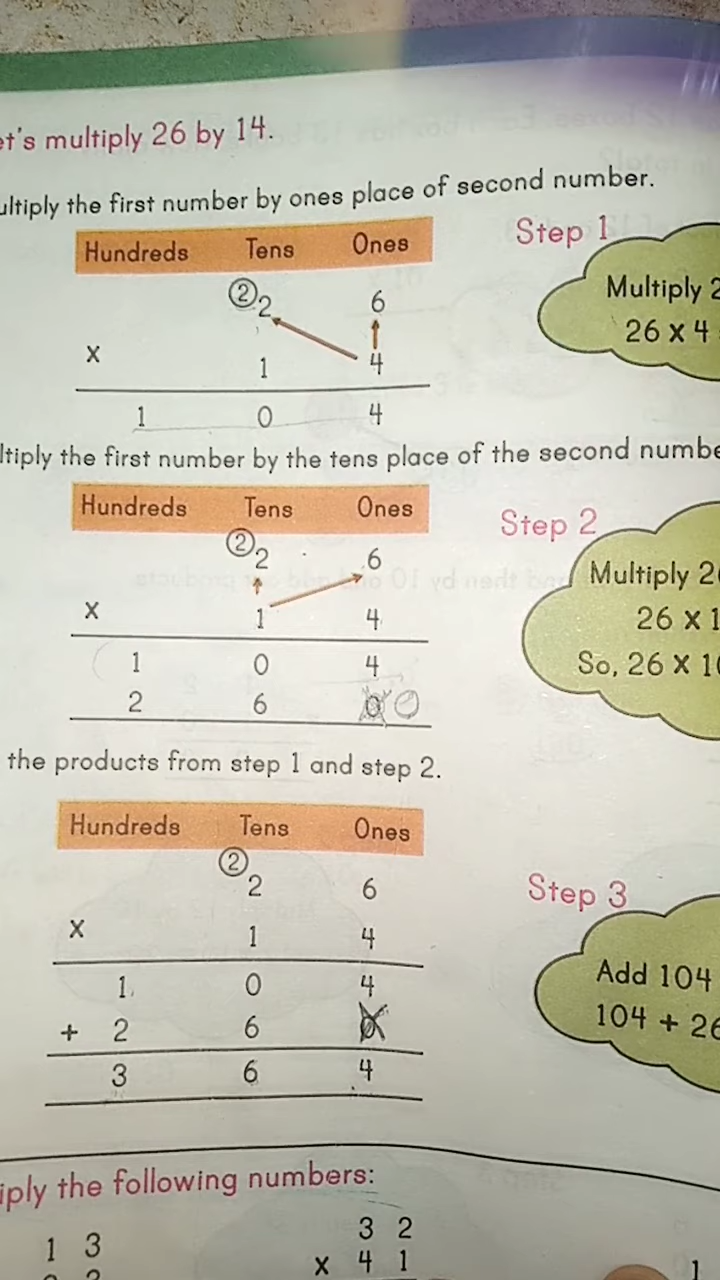 et's multiply 26 by 14.
ultiply the first number by ones place of second number.
Step 1
Hundreds Tens Ones
② 2 6
x 1 4
1 0 4
Multiply 2
26 x 4
ltiply the first number by the tens place of the second numbe
Step 2
Hundreds Tens Ones
② 2 6
x 1 4
1 0 4
2 6
Multiply 2
26 x 1
So, 26 x 1
the products from step 1 and step 2.
Step 3
Hundreds Tens Ones
② 2 6
x 1 4
1 0 4
+ 2 6
3 6 4
Add 104
104 + 26
iply the following numbers:
1 3
3 2
x 4 1